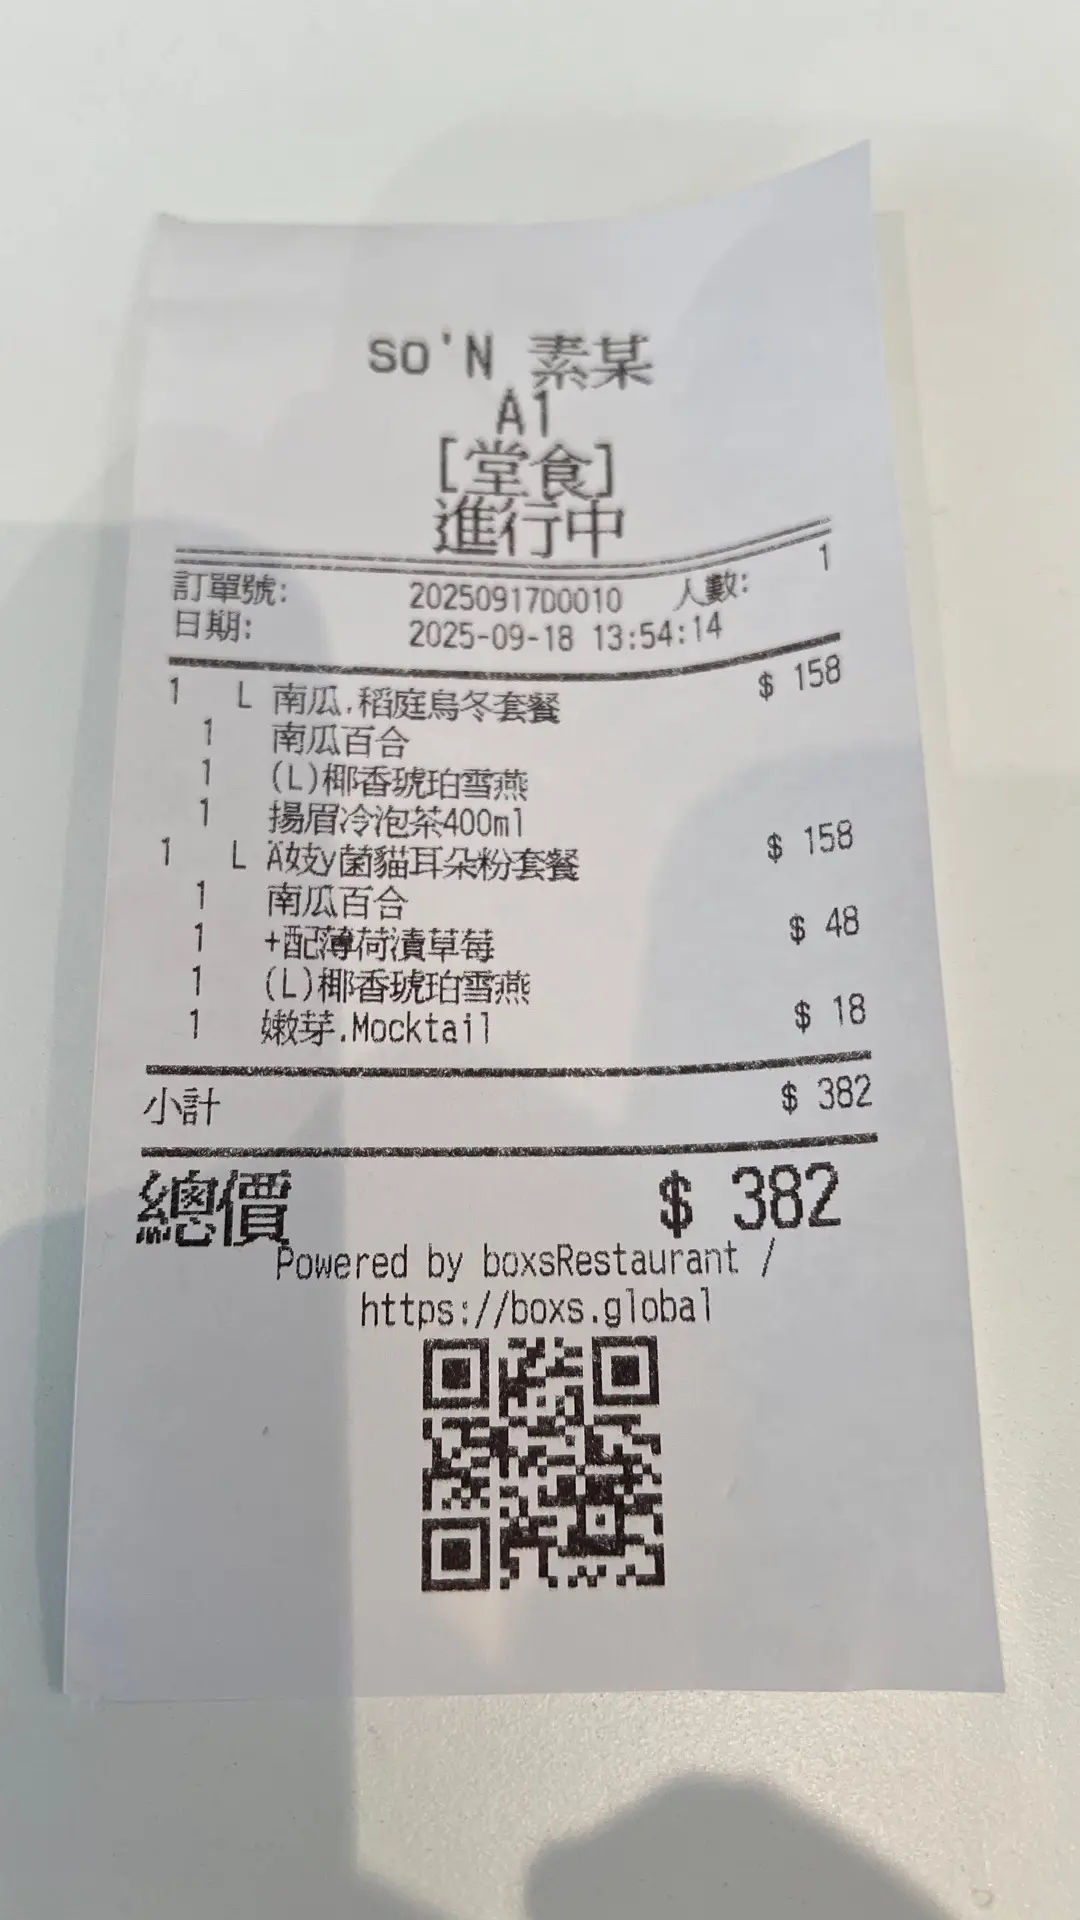 so'N 素某
A1
[堂食]
進行中
訂單號: 20250917D0010 人數: 1
日期: 2025-09-18 13:54:14
1 L 南瓜.稻庭烏冬套餐 $ 158
1 南瓜百合
1 (L)椰香琥珀雪燕
1 揚眉冷泡茶400ml
1 L A妓y菌貓耳朵粉套餐 $ 158
1 南瓜百合
1 +配薄荷漬草莓 $ 48
1 (L)椰香琥珀雪燕
1 嫩芽.Mocktail $ 18
小計 $ 382
總價 $ 382
Powered by boxsRestaurant /
https://boxs.global